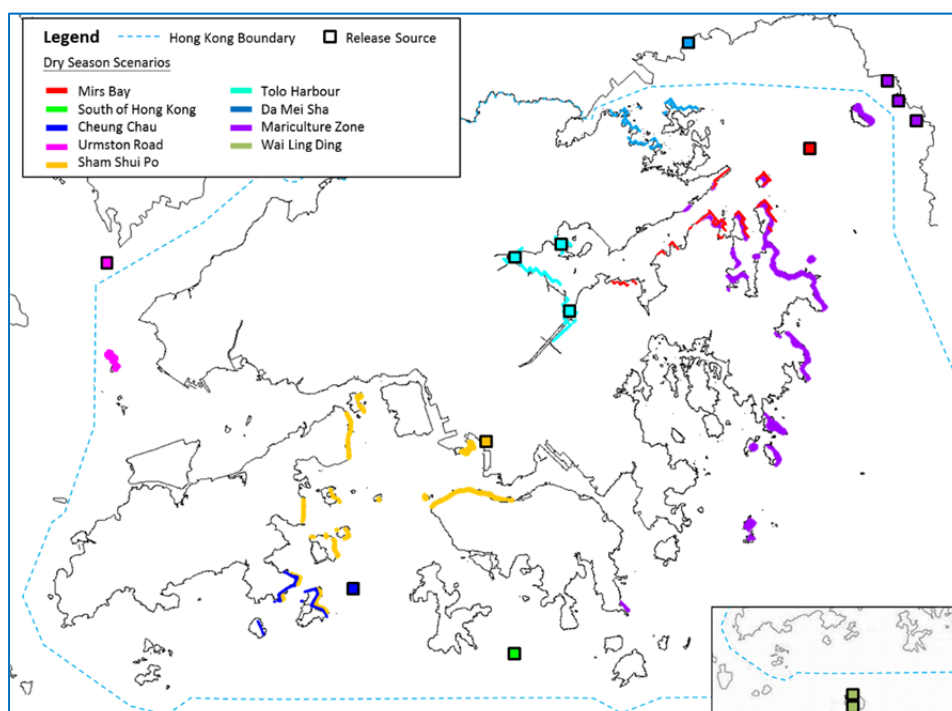 Legend
Hong Kong Boundary
Release Source
Dry Season Scenarios
Mirs Bay
South of Hong Kong
Cheung Chau
Urmston Road
Sham Shui Po
Tolo Harbour
Da Mei Sha
Mariculture Zone
Wai Ling Ding